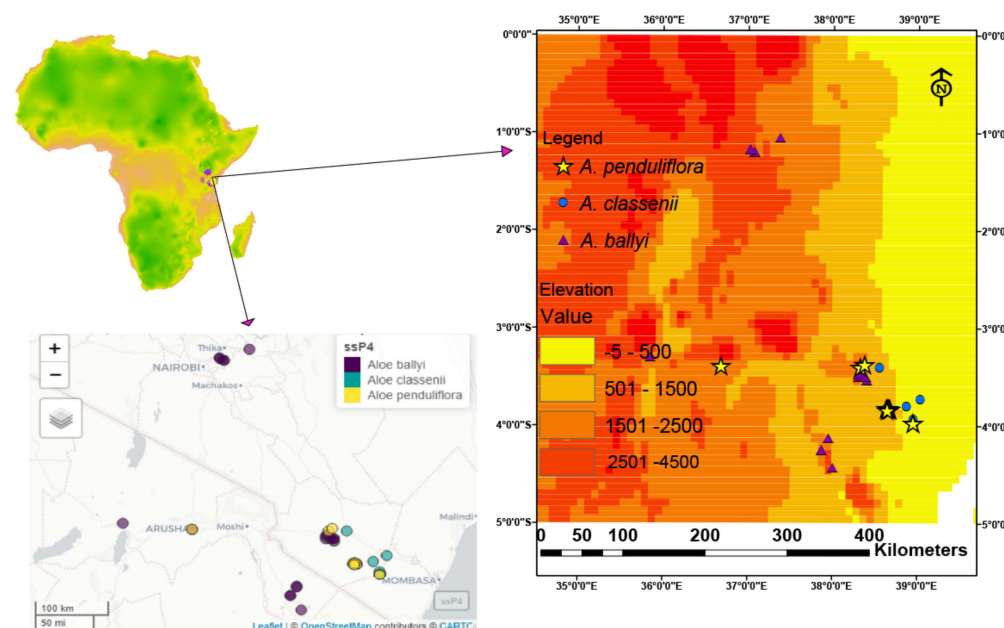 35°0'0"E 36°0'0"E 37°0'0"E 38°0'0"E 39°0'0"E
0°0'0" 0°0'0"
N
1°0'0"S 1°0'0"S
Legend
A. penduliflora
A. classenii
A. ballyi
2°0'0"S 2°0'0"S
Elevation
Value
3°0'0"S 3°0'0"S
-5 - 500
501 - 1500
4°0'0"S 4°0'0"S
1501 -2500
2501 -4500
5°0'0"S 5°0'0"S
0 50 100 200 300 400
Kilometers
35°0'0"E 36°0'0"E 37°0'0"E 38°0'0"E 39°0'0"E
+
−
ssP4
Aloe ballyi
Aloe classenii
Aloe penduliflora
Thika
NAIROBI
Machakos
ARUSHA
Moshi
Malindi
MOMBASA
ssP4
100 km
50 mi
Leaflet | © OpenStreetMap contributors © CARTO